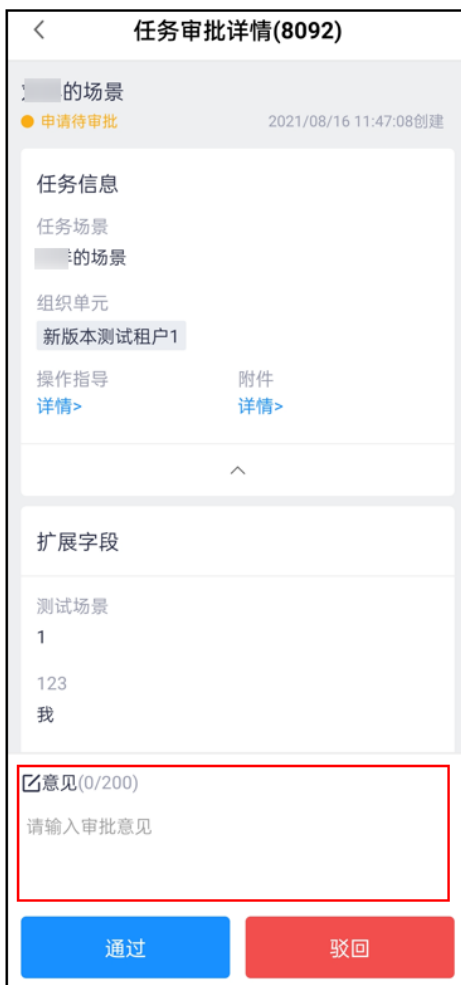 任务审批详情(8092)
的场景
申请待审批 2021/08/16 11:47:08创建
任务信息
任务场景
的场景
组织单元
新版本测试租户1
操作指导 附件
详情> 详情>
扩展字段
测试场景
1
123
我
意见(0/200)
请输入审批意见
通过 驳回